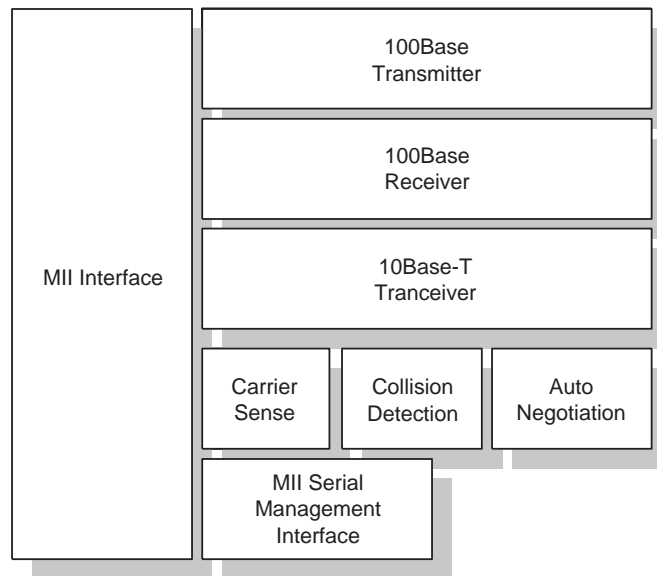 100Base
Transmitter
100Base
Receiver
MII Interface
10Base-T
Tranceiver
Carrier
Sense
Collision
Detection
Auto
Negotiation
MII Serial
Management
Interface